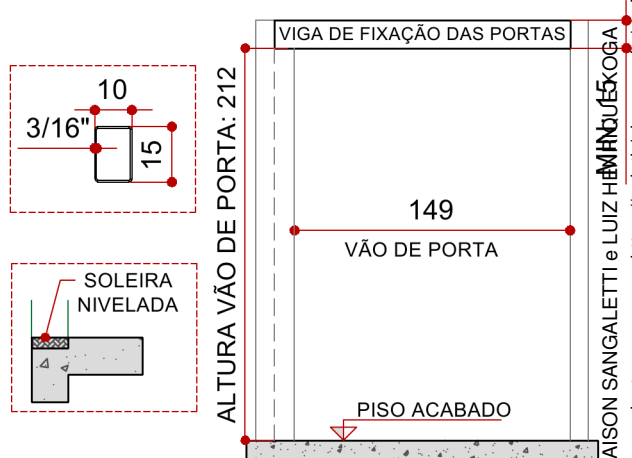 VIGA DE FIXAÇÃO DAS PORTAS
10
3/16"
15
ALTURA VÃO DE PORTA: 212
149
VÃO DE PORTA
SOLEIRA
NIVELADA
PISO ACABADO
MIN. 15
AISON SANGALETTI e LUIZ HENRIQUE KOGA